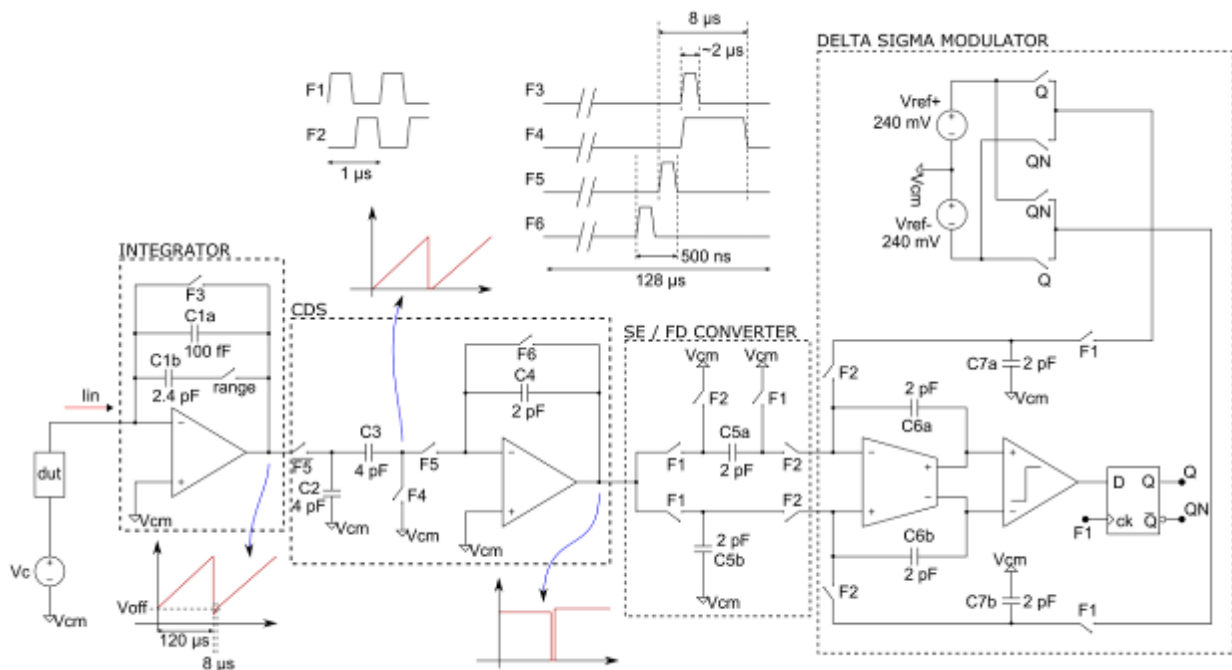 DELTA SIGMA MODULATOR
8 µs
~2 µs
F1
F2
1 µs
F3
F4
F5
F6
500 ns
128 µs
Vref+
240 mV
Vcm
Vref-
240 mV
Q
QN
QN
Q
INTEGRATOR
F3
C1a
100 fF
C1b
2.4 pF
range
Iin
dut
Vc
Vcm
Vcm
Voff
120 µs
8 µs
CDS
F5
C3
4 pF
C2
4 pF
Vcm
F4
Vcm
F5
F6
C4
2 pF
Vcm
SE / FD CONVERTER
Vcm
Vcm
F2
F1
F1
C5a
2 pF
F2
F1
F2
2 pF
C5b
Vcm
F2
C7a
2 pF
Vcm
F1
2 pF
C6a
C6b
2 pF
F2
Vcm
C7b
2 pF
F1
D
Q
Q
ck
Q
QN
F1